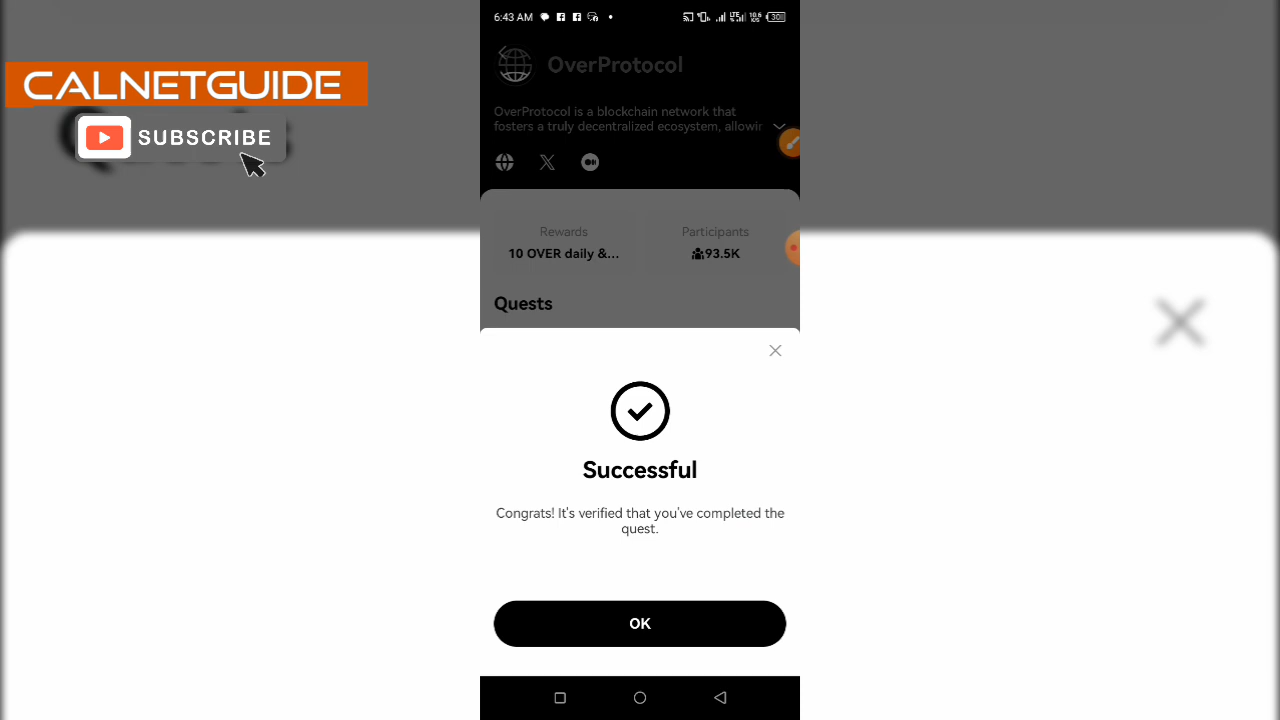 6:43 AM
30
CALNETGUIDE
SUBSCRIBE
OverProtocol
OverProtocol is a blockchain network that
fosters a truly decentralized ecosystem, allowir
Rewards
Participants
10 OVER daily &...
93.5K
Quests
Successful
Congrats! It's verified that you've completed the
quest.
OK